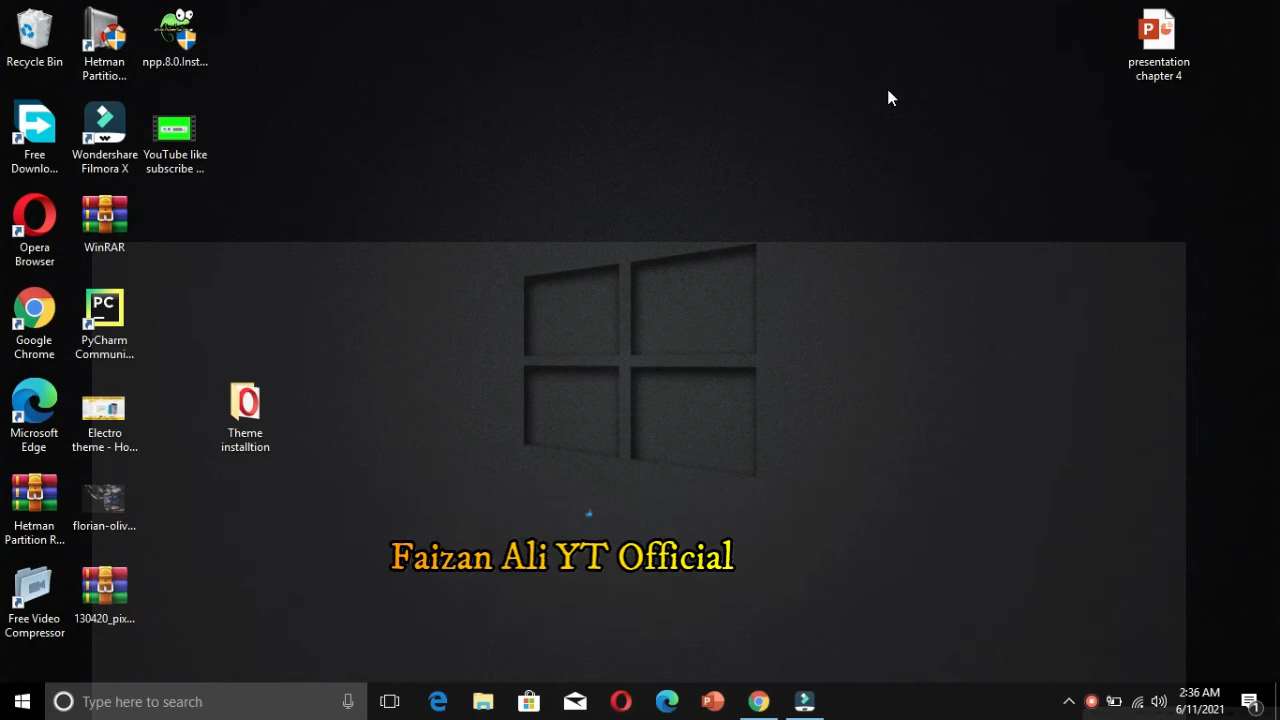 Recycle Bin
Hetman
Partitio...
npp.8.0.Inst...
presentation
chapter 4
Free
Downlo...
Wondershare
Filmora X
YouTube like
subscribe ...
Opera
Browser
WinRAR
Google
Chrome
PC
PyCharm
Communi...
Microsoft
Edge
Electro
theme - Ho...
Theme
installtion
Hetman
Partition R...
florian-oliv...
Faizan Ali YT Official
Free Video
Compressor
130420_pix...
Type here to search
2:36 AM
6/11/2021
1